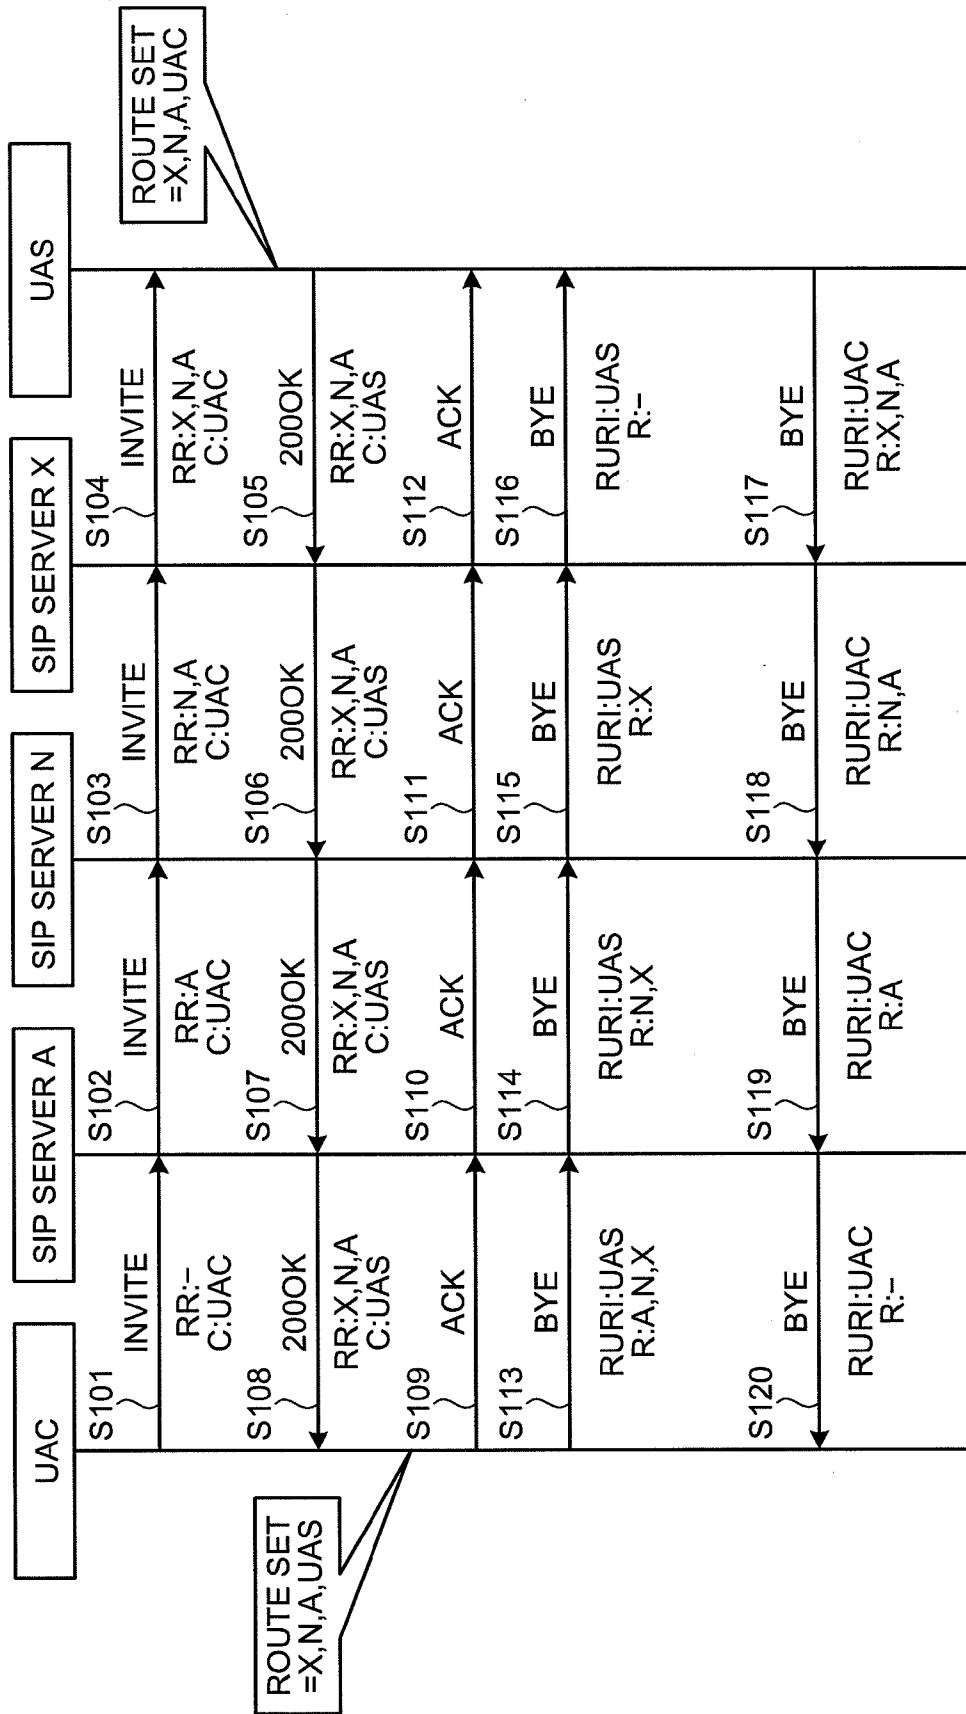 UAC
SIP SERVER A
SIP SERVER N
SIP SERVER X
UAS
S101
INVITE
RR:–
C:UAC
S102
INVITE
RR:A
C:UAC
S103
INVITE
RR:N,A
C:UAC
S104
INVITE
RR:X,N,A
C:UAC
ROUTE SET
=X,N,A,UAC
S108
200OK
RR:X,N,A
C:UAS
S107
200OK
RR:X,N,A
C:UAS
S106
200OK
RR:X,N,A
C:UAS
S105
200OK
RR:X,N,A
C:UAS
ROUTE SET
=X,N,A,UAS
S109
ACK
S110
ACK
S111
ACK
S112
ACK
S113
BYE
RURI:UAS
R:A,N,X
S114
BYE
RURI:UAS
R:N,X
S115
BYE
RURI:UAS
R:X
S116
BYE
RURI:UAS
R:–
S120
BYE
RURI:UAC
R:–
S119
BYE
RURI:UAC
R:A
S118
BYE
RURI:UAC
R:N,A
S117
BYE
RURI:UAC
R:X,N,A